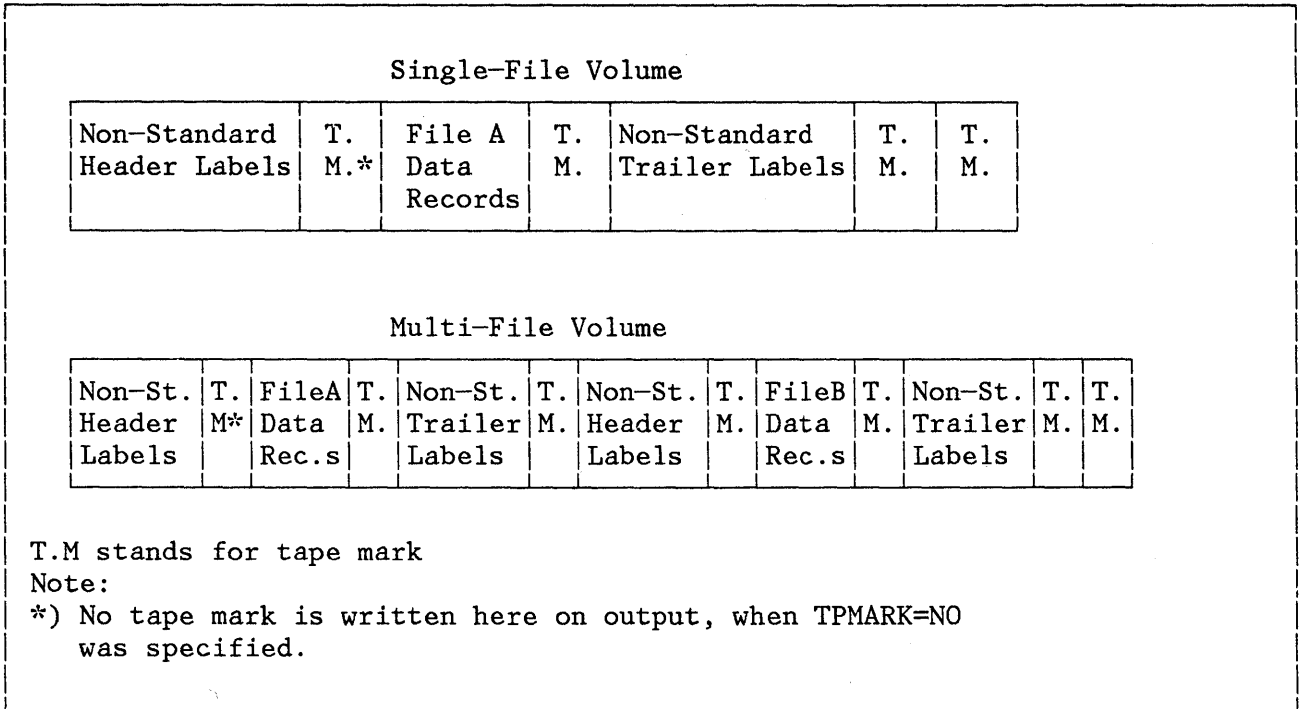 Single-File Volume
Non-Standard T. File A T. Non-Standard T. T.
Header Labels M.* Data M. Trailer Labels M. M.
Records
Multi-File Volume
Non-St. T. FileA T. Non-St. T. Non-St. T. FileB T. Non-St. T. T.
Header M* Data M. Trailer M. Header M. Data M. Trailer M. M.
Labels Rec.s Labels Labels Rec.s Labels
T.M stands for tape mark
Note:
*) No tape mark is written here on output, when TPMARK=NO
was specified.